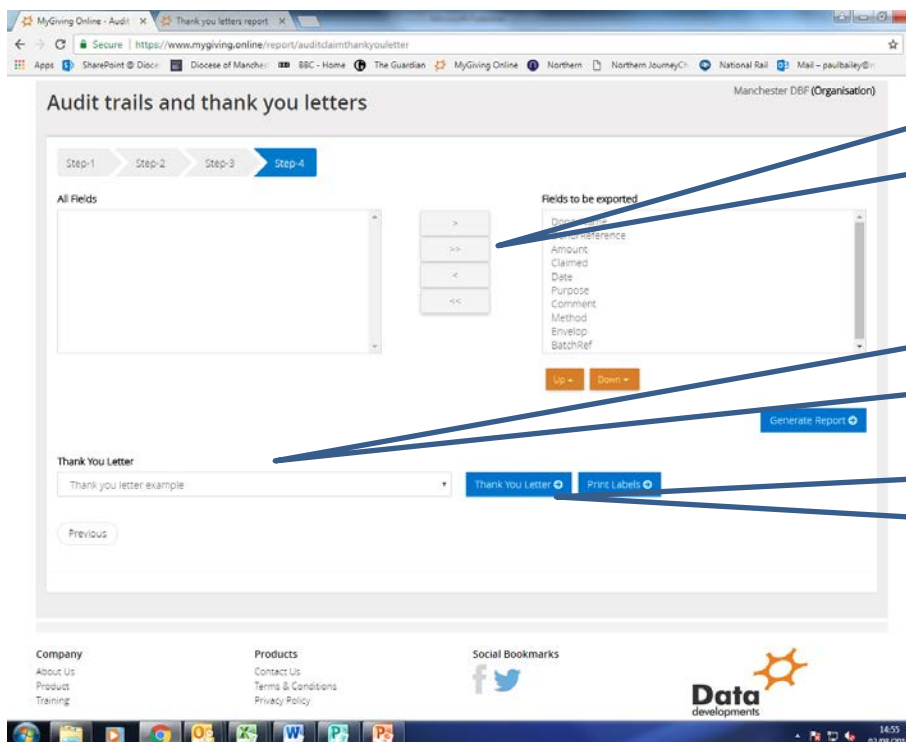 MyGiving Online - Audit
Thank you letters report
Secure | https://www.mygiving.online/report/auditclaimthankyouletter
Apps SharePoint @ Dioce Diocese of Manches BBC - Home The Guardian MyGiving Online Northern Northern JourneyCh National Rail Mail – paulbailey@m
Audit trails and thank you letters
Manchester DBF (Organisation)
Step-1 Step-2 Step-3 Step-4
All Fields
Fields to be exported
>
>>
<
<<
Amount
Claimed
Date
Purpose
Comment
Method
Envelop
BatchRef
Up Down
Generate Report
Thank You Letter
Thank you letter example
Thank You Letter
Print Labels
Previous
Company
About Us
Product
Training
Products
Contact Us
Terms & Conditions
Privacy Policy
Social Bookmarks
Data
developments
14:55